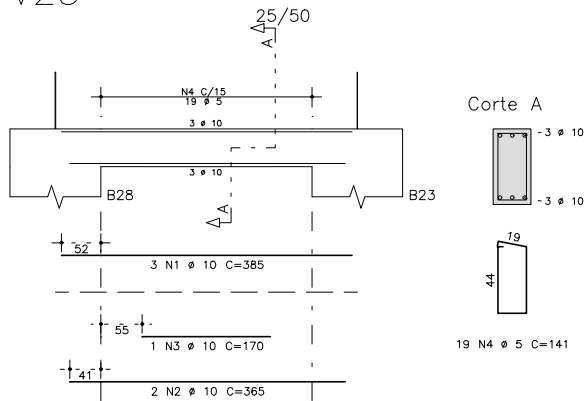 25/50
A
N4 C/15
19 ø 5
3 ø 10
3 ø 10
B28
B23
A
52
3 N1 ø 10 C=385
55
1 N3 ø 10 C=170
41
2 N2 ø 10 C=365
Corte A
3 ø 10
3 ø 10
19
44
19 N4 ø 5 C=141